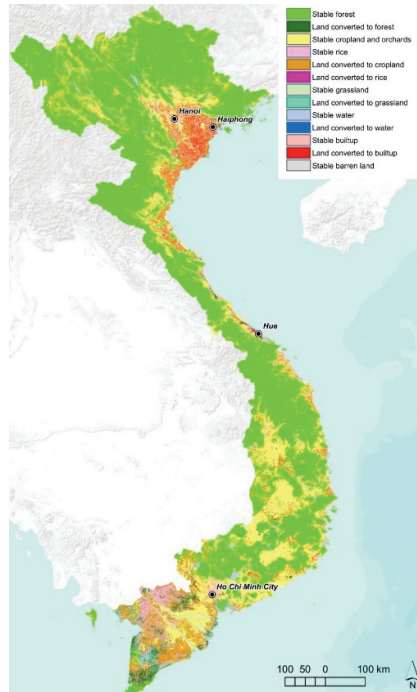 Stable forest
Land converted to forest
Stable cropland and orchards
Stable rice
Land converted to cropland
Land converted to rice
Stable grassland
Land converted to grassland
Stable water
Land converted to water
Stable builtup
Land converted to builtup
Stable barren land
Hanoi
Haiphong
Hue
Ho Chi Minh City
100 50 0 100 km
N